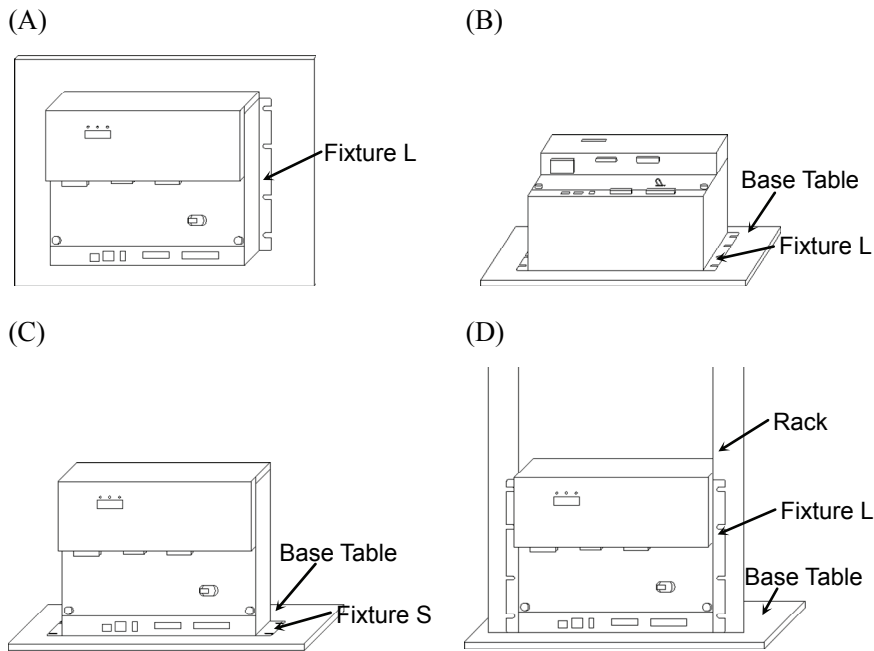 (A)
(B)
Fixture L
Base Table
Fixture L
(C)
(D)
Rack
Fixture L
Base Table
Base Table
Fixture S